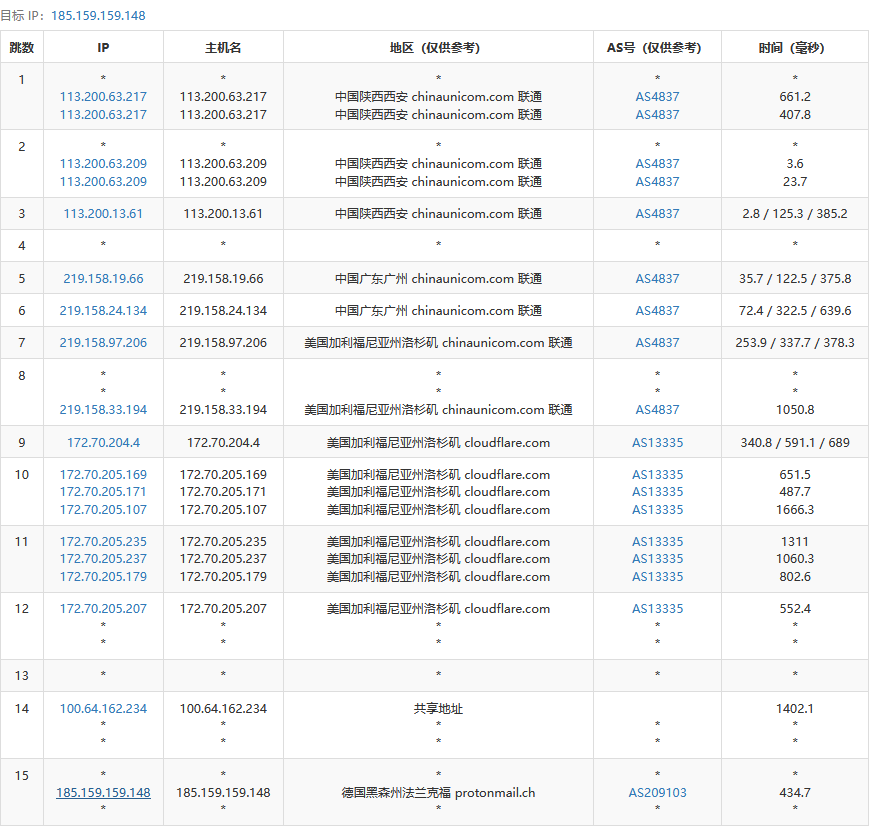 目标 IP：185.159.159.148
跳数 IP 主机名 地区（仅供参考） AS号（仅供参考） 时间（毫秒）
1 * * * * *
113.200.63.217 113.200.63.217 中国陕西西安 chinaunicom.com 联通 AS4837 661.2
113.200.63.217 113.200.63.217 中国陕西西安 chinaunicom.com 联通 AS4837 407.8
2 * * * * *
113.200.63.209 113.200.63.209 中国陕西西安 chinaunicom.com 联通 AS4837 3.6
113.200.63.209 113.200.63.209 中国陕西西安 chinaunicom.com 联通 AS4837 23.7
3 113.200.13.61 113.200.13.61 中国陕西西安 chinaunicom.com 联通 AS4837 2.8 / 125.3 / 385.2
4 * * * * *
5 219.158.19.66 219.158.19.66 中国广东广州 chinaunicom.com 联通 AS4837 35.7 / 122.5 / 375.8
6 219.158.24.134 219.158.24.134 中国广东广州 chinaunicom.com 联通 AS4837 72.4 / 322.5 / 639.6
7 219.158.97.206 219.158.97.206 美国加利福尼亚州洛杉矶 chinaunicom.com 联通 AS4837 253.9 / 337.7 / 378.3
8 * * * * *
* * * * *
219.158.33.194 219.158.33.194 美国加利福尼亚州洛杉矶 chinaunicom.com 联通 AS4837 1050.8
9 172.70.204.4 172.70.204.4 美国加利福尼亚州洛杉矶 cloudflare.com AS13335 340.8 / 591.1 / 689
10 172.70.205.169 172.70.205.169 美国加利福尼亚州洛杉矶 cloudflare.com AS13335 651.5
172.70.205.171 172.70.205.171 美国加利福尼亚州洛杉矶 cloudflare.com AS13335 487.7
172.70.205.107 172.70.205.107 美国加利福尼亚州洛杉矶 cloudflare.com AS13335 1666.3
11 172.70.205.235 172.70.205.235 美国加利福尼亚州洛杉矶 cloudflare.com AS13335 1311
172.70.205.237 172.70.205.237 美国加利福尼亚州洛杉矶 cloudflare.com AS13335 1060.3
172.70.205.179 172.70.205.179 美国加利福尼亚州洛杉矶 cloudflare.com AS13335 802.6
12 172.70.205.207 172.70.205.207 美国加利福尼亚州洛杉矶 cloudflare.com AS13335 552.4
* * * * *
* * * * *
13 * * * * *
14 100.64.162.234 100.64.162.234 共享地址 1402.1
* * * * *
* * * * *
15 * * * * *
185.159.159.148 185.159.159.148 德国黑森州法兰克福 protonmail.ch AS209103 434.7
* * * * *